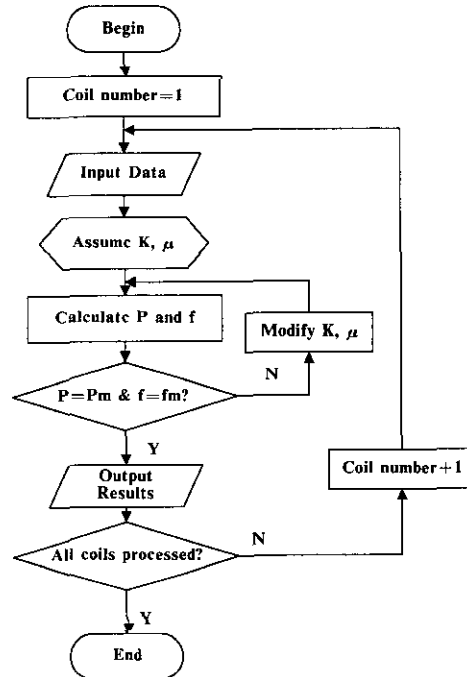 Begin
Coil number=1
Input Data
Assume K, μ
Calculate P and f
Modify K, μ
P=Pm & f=fm?
N
Y
Output
Results
Coil number+1
All coils processed?
N
Y
End